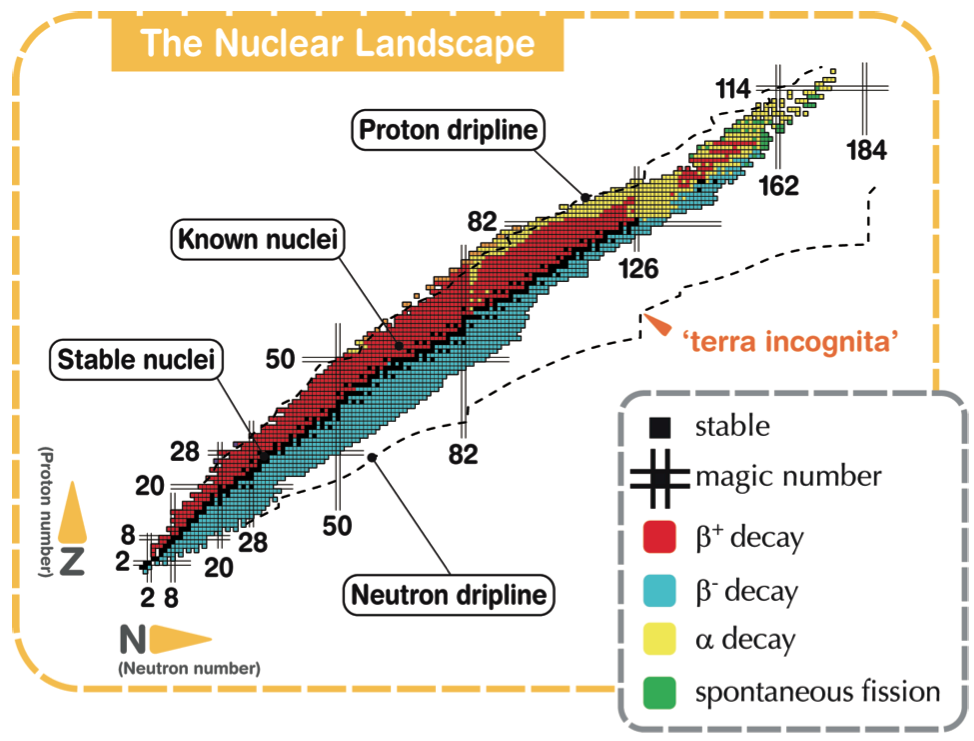 The Nuclear Landscape
Proton dripline
114
184
162
Known nuclei
82
126
Stable nuclei
50
'terra incognita'
28
82
20
50
8
28
2
20
2 8
Neutron dripline
(Proton number)
Z
N
(Neutron number)
stable
magic number
β⁺ decay
β⁻ decay
α decay
spontaneous fission